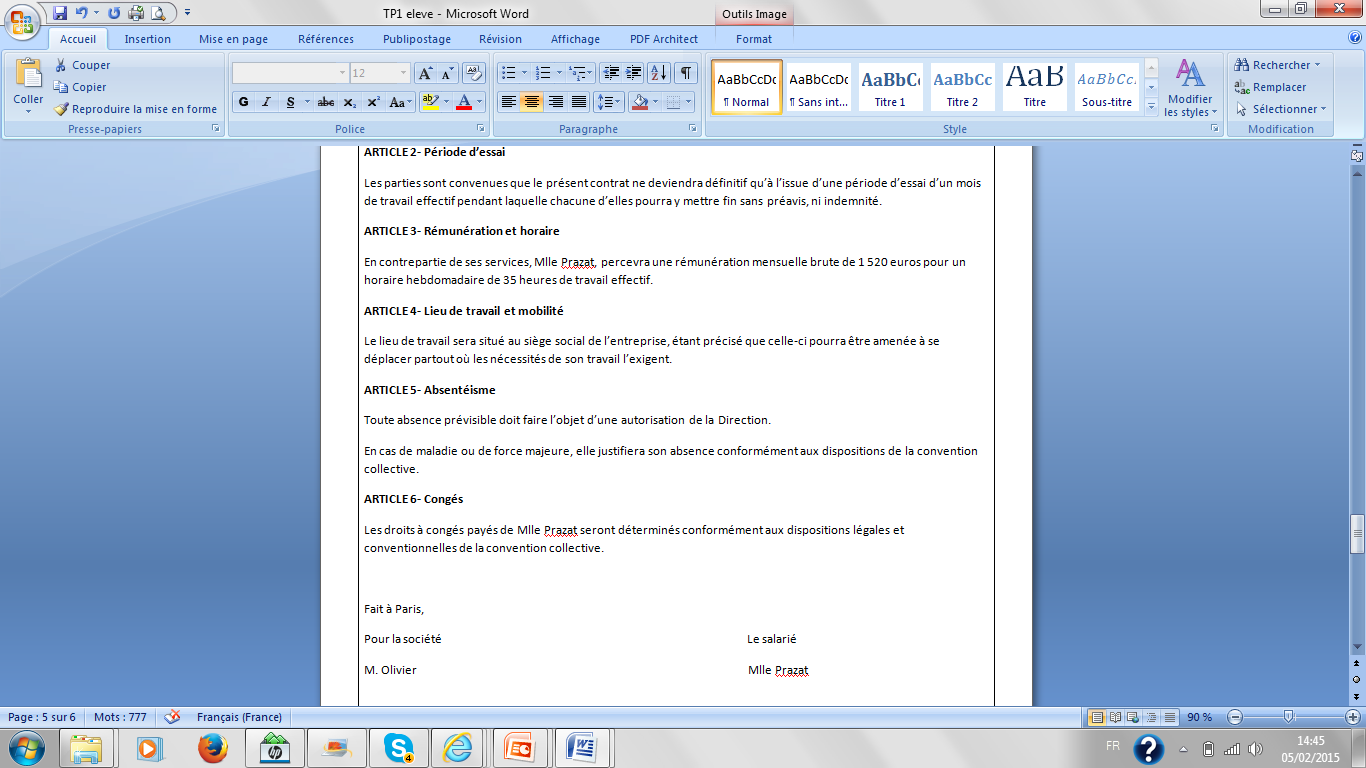 TP1 eleve - Microsoft Word
Outils Image
Accueil
Insertion
Mise en page
Références
Publipostage
Révision
Affichage
PDF Architect
Format
Coller
Couper
Copier
Reproduire la mise en forme
Presse-papiers
12
G I S abc x₂ x² Aa
Police
Paragraphe
AaBbCcDc AaBbCcDc AaBbC AaBbCc AaB AaBbCc.
¶ Normal ¶ Sans int... Titre 1 Titre 2 Titre Sous-titre
Modifier
les styles
Style
Rechercher
Remplacer
Sélectionner
Modification
ARTICLE 2- Période d’essai
Les parties sont convenues que le présent contrat ne deviendra définitif qu’à l’issue d’une période d’essai d’un mois
de travail effectif pendant laquelle chacune d’elles pourra y mettre fin sans préavis, ni indemnité.
ARTICLE 3- Rémunération et horaire
En contrepartie de ses services, Mlle Prazat, percevra une rémunération mensuelle brute de 1 520 euros pour un
horaire hebdomadaire de 35 heures de travail effectif.
ARTICLE 4- Lieu de travail et mobilité
Le lieu de travail sera situé au siège social de l’entreprise, étant précisé que celle-ci pourra être amenée à se
déplacer partout où les nécessités de son travail l’exigent.
ARTICLE 5- Absentéisme
Toute absence prévisible doit faire l’objet d’une autorisation de la Direction.
En cas de maladie ou de force majeure, elle justifiera son absence conformément aux dispositions de la convention
collective.
ARTICLE 6- Congés
Les droits à congés payés de Mlle Prazat seront déterminés conformément aux dispositions légales et
conventionnelles de la convention collective.
Fait à Paris,
Pour la société Le salarié
M. Olivier Mlle Prazat
Page : 5 sur 6 Mots : 777 Français (France) 90 %
FR
14:45
05/02/2015